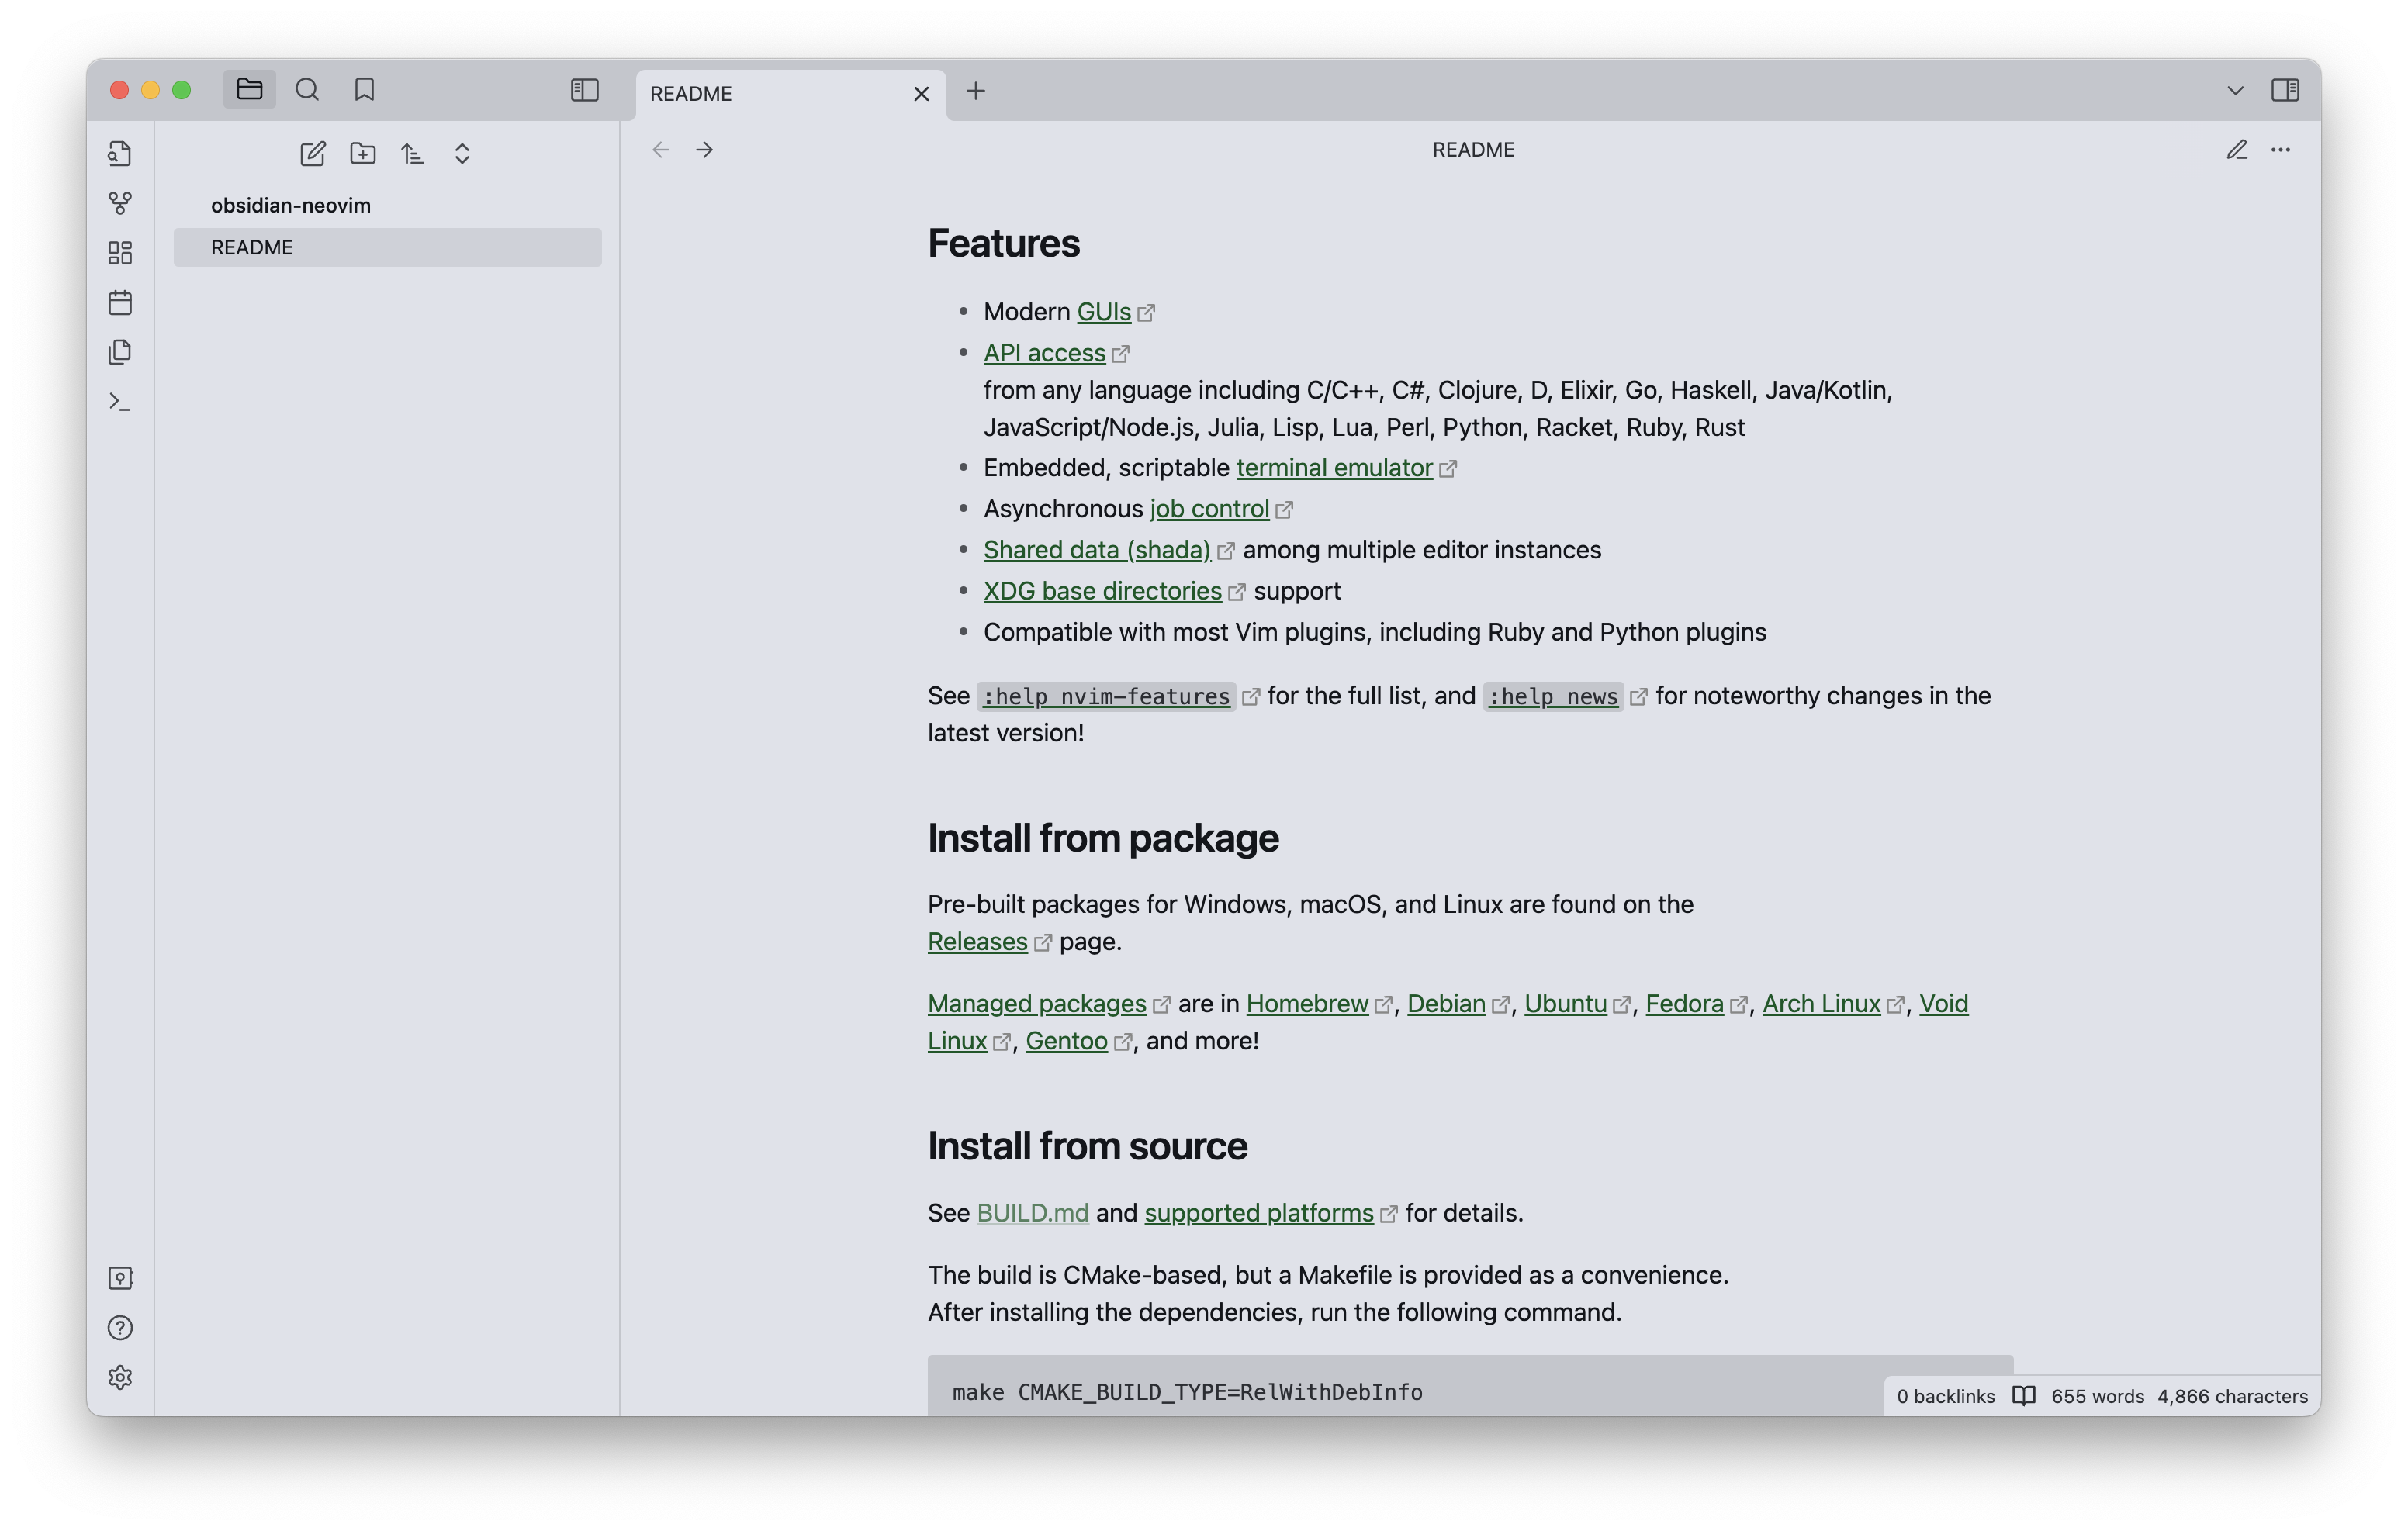 README
README
obsidian-neovim
README
Features
Modern GUIs
API access
from any language including C/C++, C#, Clojure, D, Elixir, Go, Haskell, Java/Kotlin,
JavaScript/Node.js, Julia, Lisp, Lua, Perl, Python, Racket, Ruby, Rust
Embedded, scriptable terminal emulator
Asynchronous job control
Shared data (shada) among multiple editor instances
XDG base directories support
Compatible with most Vim plugins, including Ruby and Python plugins
See :help nvim-features for the full list, and :help news for noteworthy changes in the
latest version!
Install from package
Pre-built packages for Windows, macOS, and Linux are found on the
Releases page.
Managed packages are in Homebrew, Debian, Ubuntu, Fedora, Arch Linux, Void
Linux, Gentoo, and more!
Install from source
See BUILD.md and supported platforms for details.
The build is CMake-based, but a Makefile is provided as a convenience.
After installing the dependencies, run the following command.
make CMAKE_BUILD_TYPE=RelWithDebInfo
0 backlinks 655 words 4,866 characters